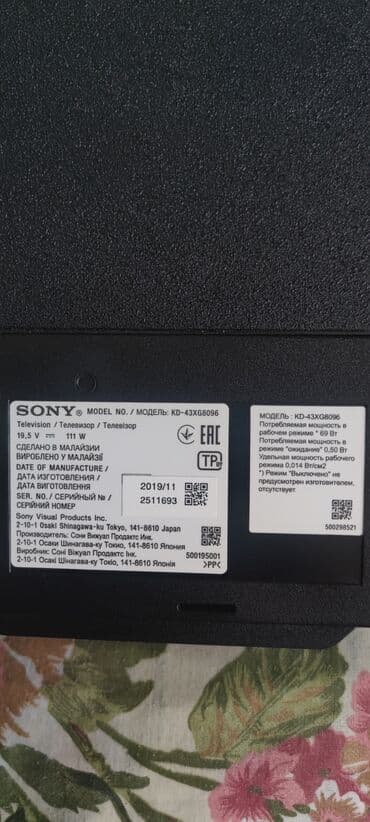 SONY® MODEL NO. / МОДЕЛЬ: KD-43XG8096
Television / Телевизор / Телевізор
19,5 V ⎓ 111 W
СДЕЛАНО В МАЛАЙЗИИ
ВИРОБЛЕНО У МАЛАЙЗІЇ
DATE OF MANUFACTURE /
ДАТА ИЗГОТОВЛЕНИЯ /
ДАТА ВИГОТОВЛЕННЯ
2019/11
SER. NO. / СЕРИЙНЫЙ № /
СЕРІЙНИЙ НОМЕР
2511693
EAC
Sony Visual Products Inc.
2-10-1 Osaki Shinagawa-ku Tokyo, 141-8610 Japan
Производитель: Сони Вижуал Продактс Инк.
2-10-1 Осаки Шинагава-ку Токио, 141-8610 Япония
Виробник: Соні Віжуал Продактс Інк.
2-10-1 Осакі Шінагава-ку Токіо, 141-8610 Японія
500195001
>PP<
МОДЕЛЬ: KD-43XG8096
Потребляемая мощность в
рабочем режиме * 69 Вт
Потребляемая мощность в
режиме "ожидание" 0,50 Вт
Удельная мощность рабочего
режима 0,014 Вт/см2
*) Режим "Выключено" не
предусмотрен изготовителем,
отсутствует.
500298521